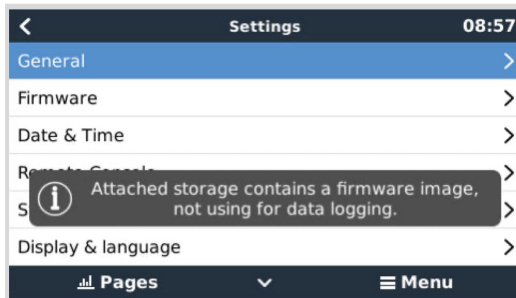 Settings 08:57
General
Firmware
Date & Time
Attached storage contains a firmware image,
not using for data logging.
Display & language
Pages Menu